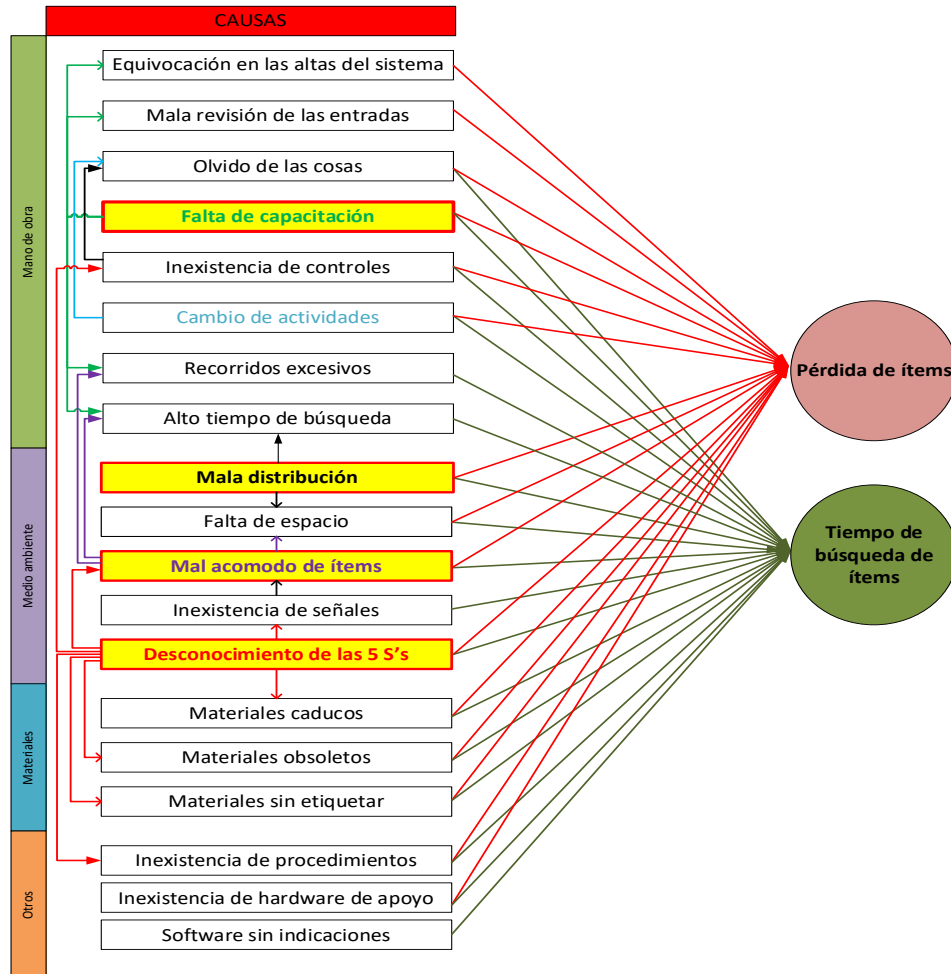 CAUSAS
Mano de obra
Equivocación en las altas del sistema
Mala revisión de las entradas
Olvido de las cosas
Falta de capacitación
Inexistencia de controles
Cambio de actividades
Recorridos excesivos
Alto tiempo de búsqueda
Medio ambiente
Mala distribución
Falta de espacio
Mal acomodo de ítems
Inexistencia de señales
Desconocimiento de las 5 S's
Materiales
Materiales caducos
Materiales obsoletos
Materiales sin etiquetar
Otros
Inexistencia de procedimientos
Inexistencia de hardware de apoyo
Software sin indicaciones
Pérdida de ítems
Tiempo de
búsqueda de
ítems